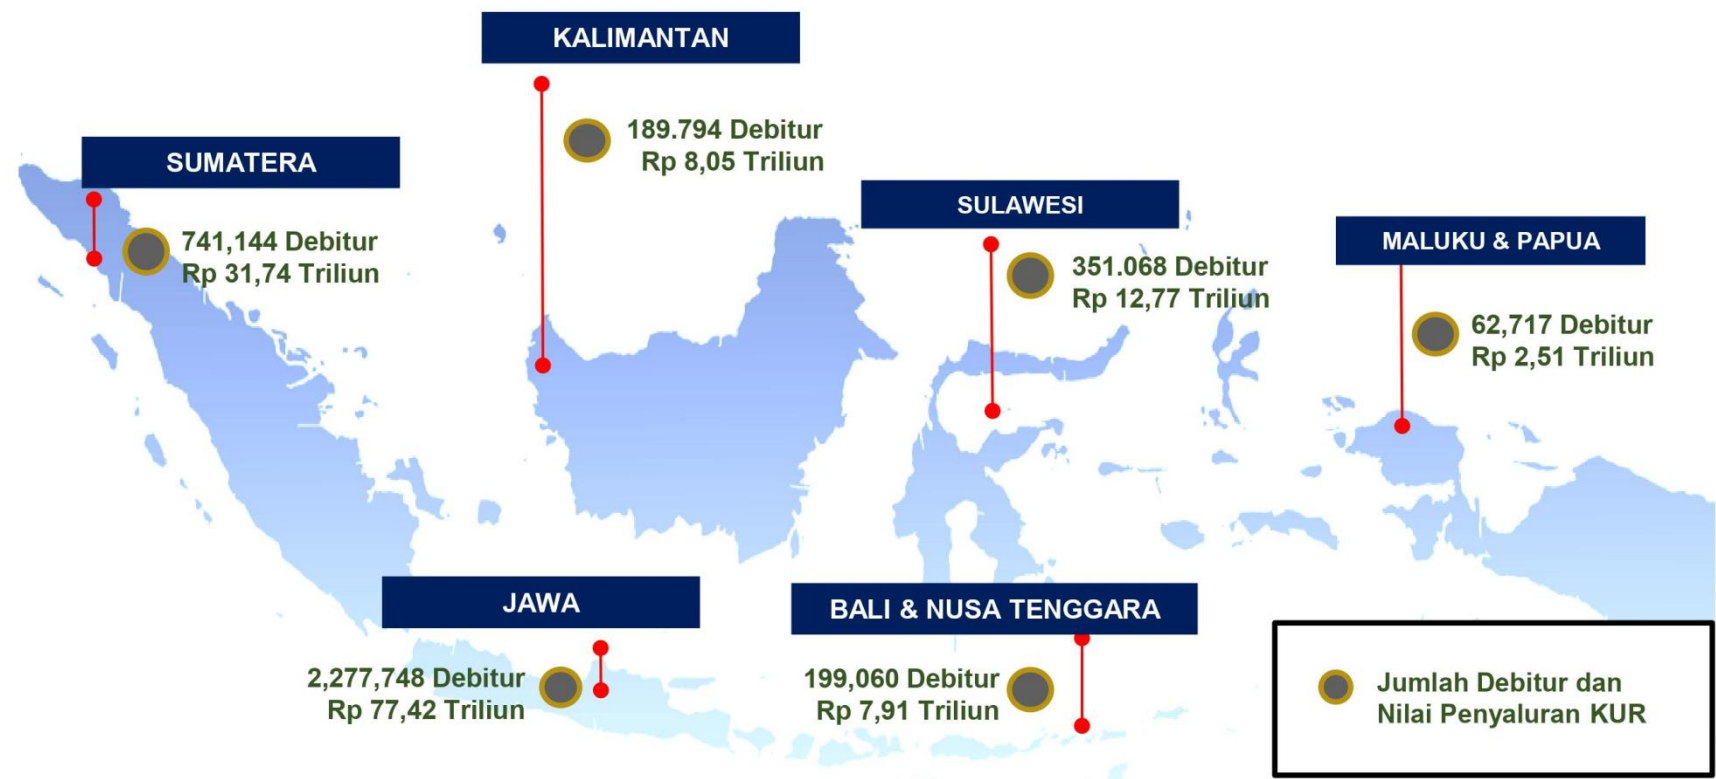 KALIMANTAN
189.794 Debitur
Rp 8,05 Triliun
SUMATERA
741,144 Debitur
Rp 31,74 Triliun
SULAWESI
351.068 Debitur
Rp 12,77 Triliun
MALUKU & PAPUA
62,717 Debitur
Rp 2,51 Triliun
JAWA
2,277,748 Debitur
Rp 77,42 Triliun
BALI & NUSA TENGGARA
199,060 Debitur
Rp 7,91 Triliun
Jumlah Debitur dan
Nilai Penyaluran KUR